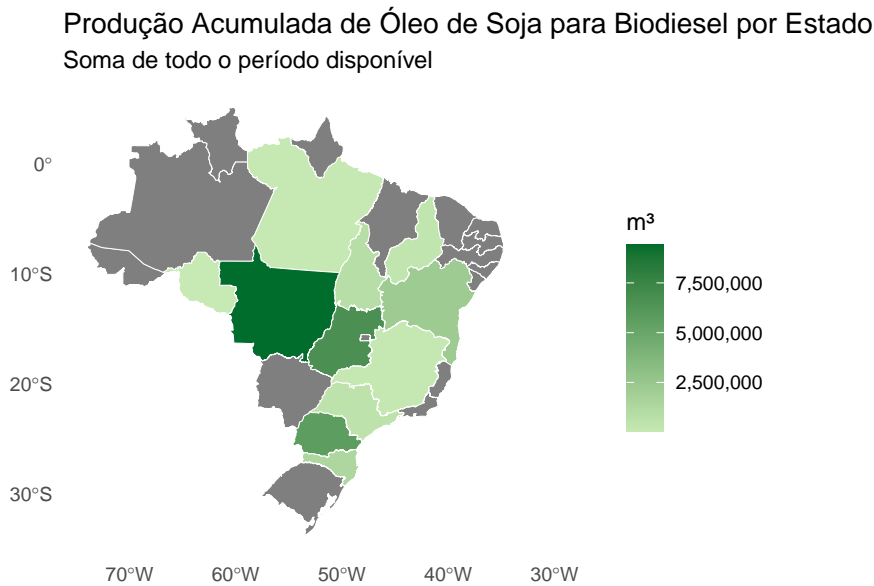 Produção Acumulada de Óleo de Soja para Biodiesel por Estado
Soma de todo o período disponível
0°
10°S
20°S
30°S
70°W 60°W 50°W 40°W 30°W
m³
7,500,000
5,000,000
2,500,000